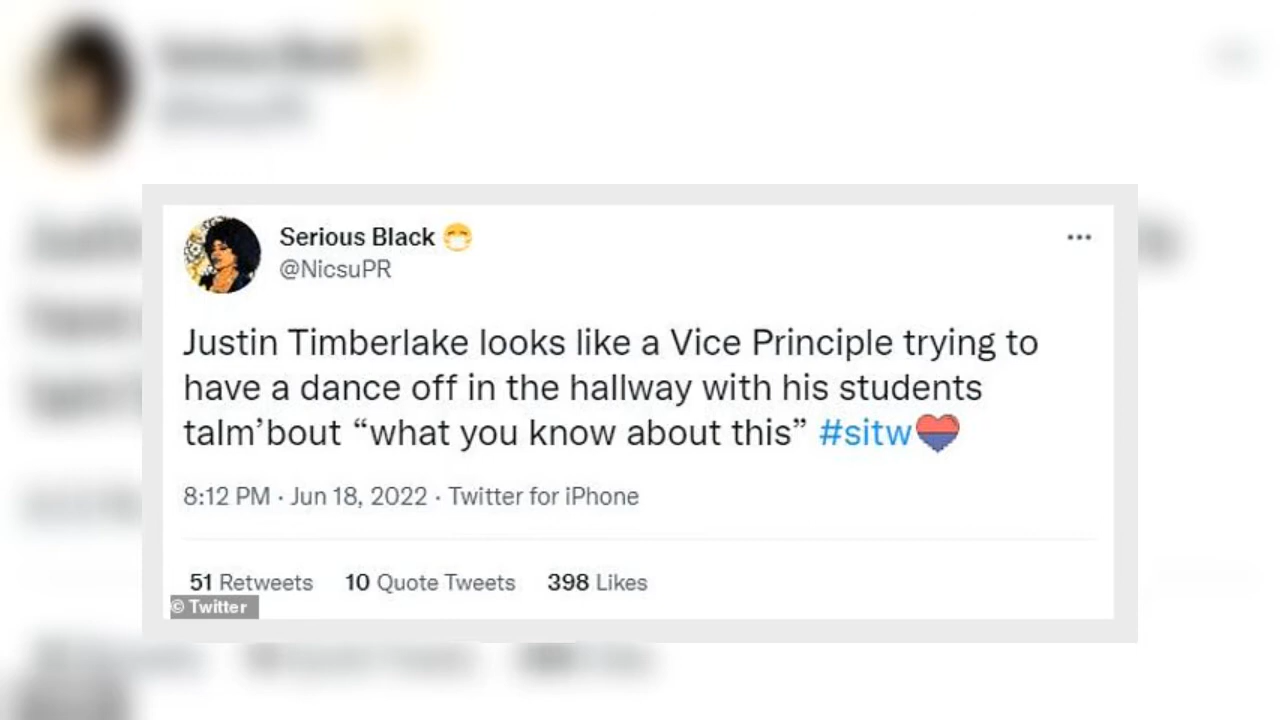 Serious Black 😷
@NicsuPR
Justin Timberlake looks like a Vice Principle trying to
have a dance off in the hallway with his students
talm’bout “what you know about this” #sitw
8:12 PM · Jun 18, 2022 · Twitter for iPhone
51 Retweets 10 Quote Tweets 398 Likes
© Twitter